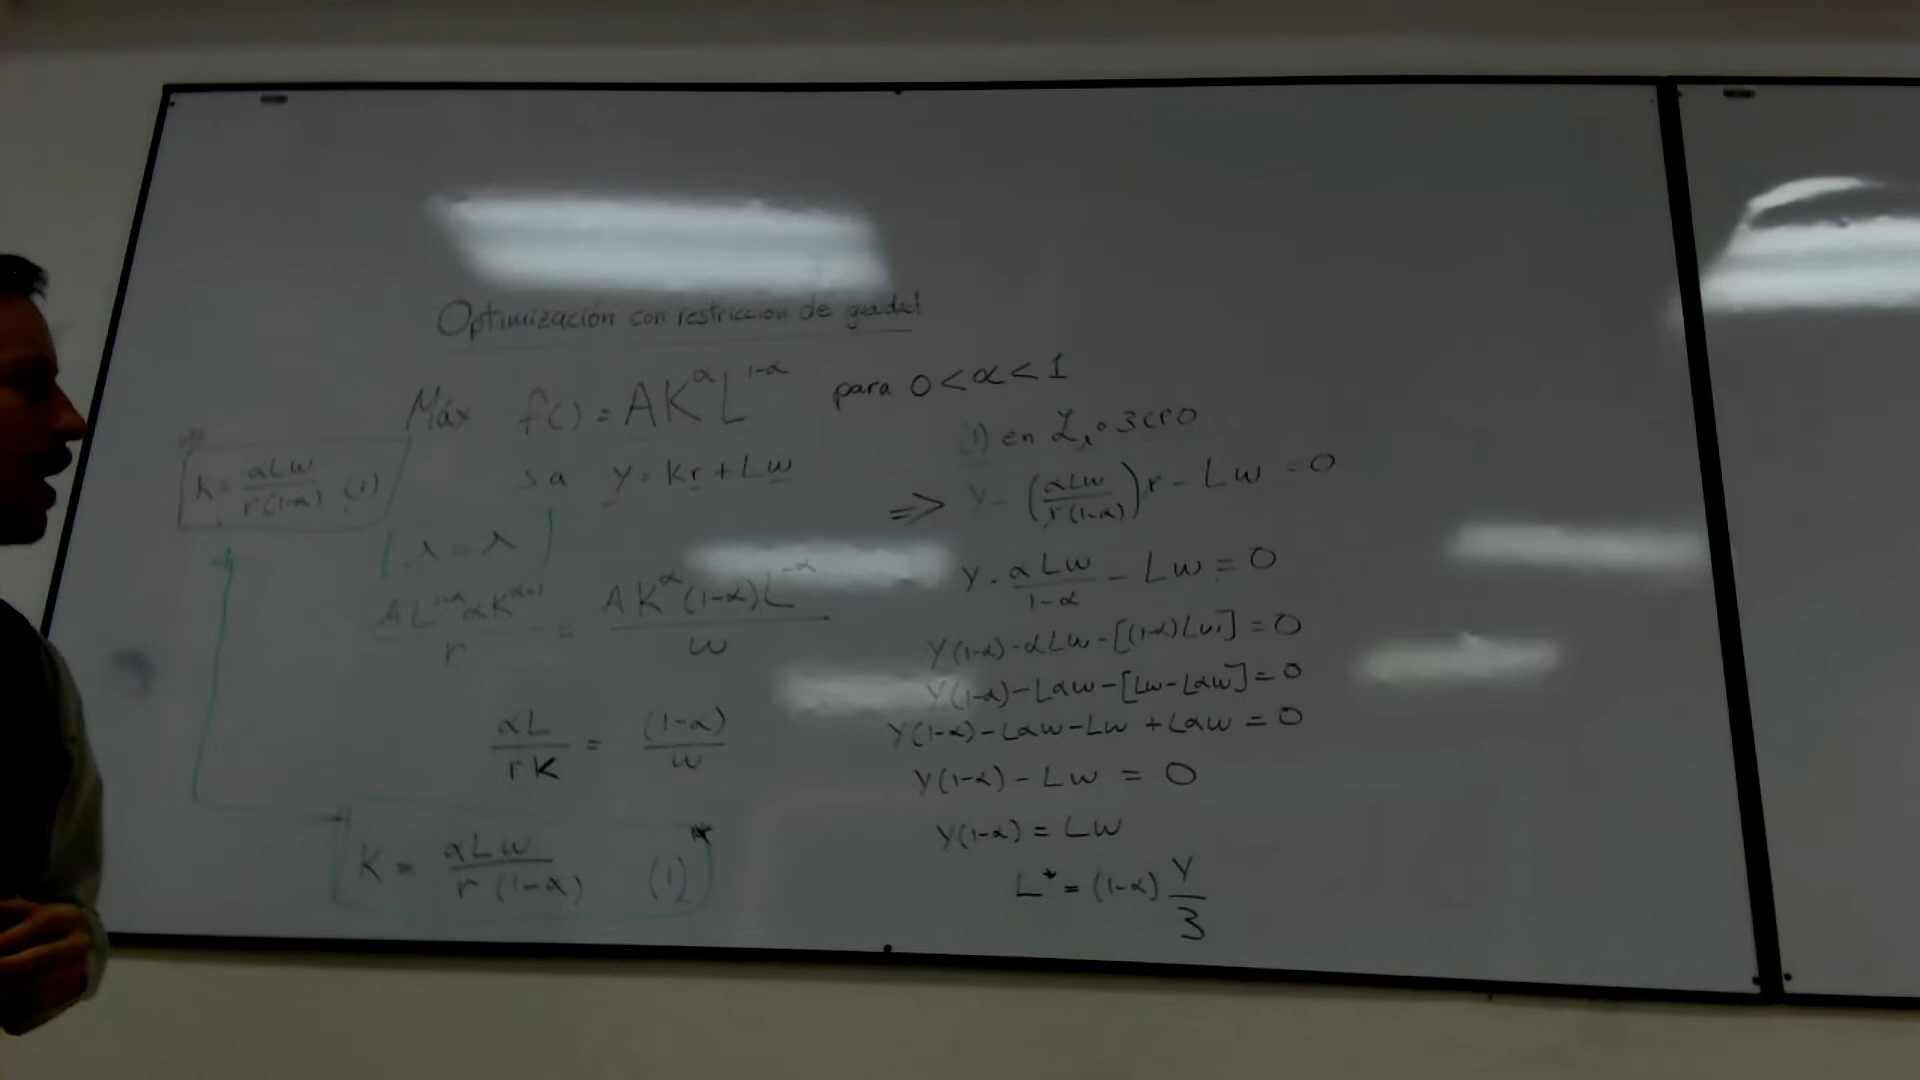 Optimización con restricción de igualdad
Máx f() = AK^α L^{1-α} para 0<α<1
s a y = Kr + Lw
K = αLw / r(1-α) (1)
[λ = λ]
AL^{1-α}αK^{α-1} / r = AK^α(1-α)L^{-α} / w
αL / rK = (1-α) / w
K = αLw / r(1-α) (1)*
(1) en ℒλ o 3CPO
=> Y - (αLw / r(1-α))r - Lw = 0
Y - αLw / 1-α - Lw = 0
Y(1-α) - αLw - [(1-α)Lw] = 0
Y(1-α) - Lαw - [Lw - Lαw] = 0
Y(1-α) - Lαw - Lw + Lαw = 0
Y(1-α) - Lw = 0
Y(1-α) = Lw
L* = (1-α) Y / 3